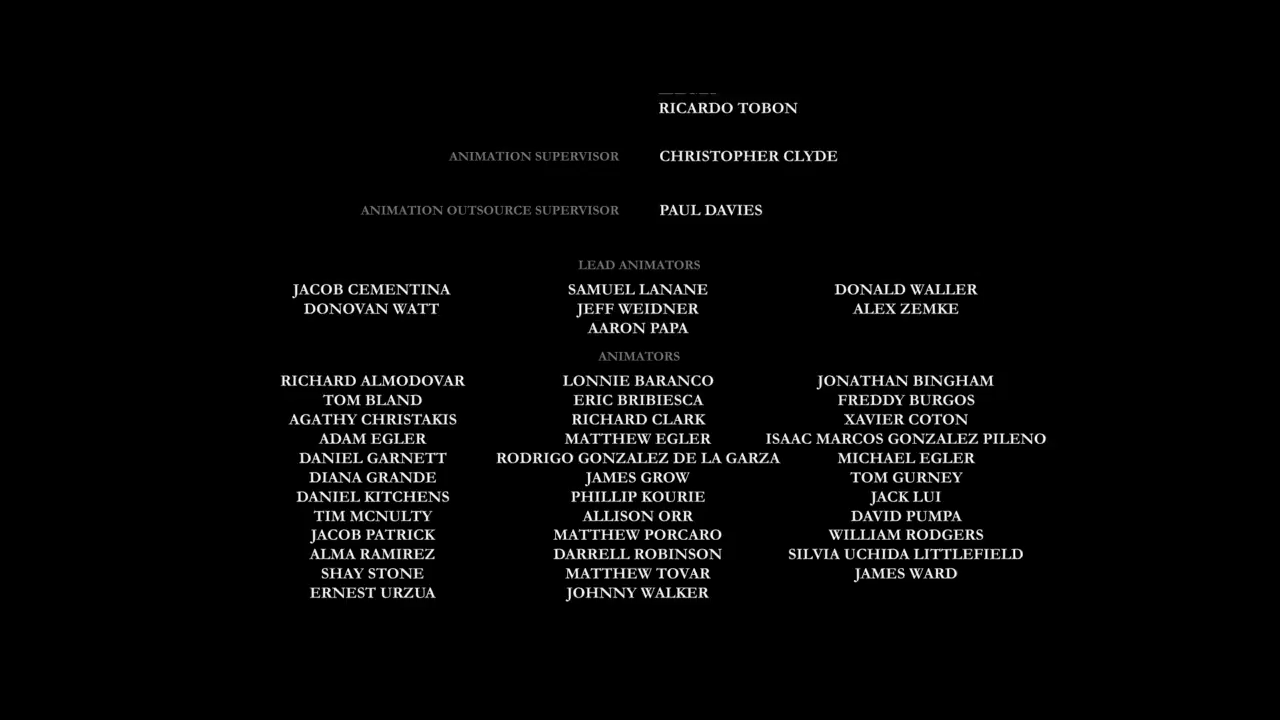 RICARDO TOBON
ANIMATION SUPERVISOR CHRISTOPHER CLYDE
ANIMATION OUTSOURCE SUPERVISOR PAUL DAVIES
LEAD ANIMATORS
JACOB CEMENTINA SAMUEL LANANE DONALD WALLER
DONOVAN WATT JEFF WEIDNER ALEX ZEMKE
AARON PAPA
ANIMATORS
RICHARD ALMODOVAR LONNIE BARANCO JONATHAN BINGHAM
TOM BLAND ERIC BRIBIESCA FREDDY BURGOS
AGATHY CHRISTAKIS RICHARD CLARK XAVIER COTON
ADAM EGLER MATTHEW EGLER ISAAC MARCOS GONZALEZ PILENO
DANIEL GARNETT RODRIGO GONZALEZ DE LA GARZA MICHAEL EGLER
DIANA GRANDE JAMES GROW TOM GURNEY
DANIEL KITCHENS PHILLIP KOURIE JACK LUI
TIM MCNULTY ALLISON ORR DAVID PUMPA
JACOB PATRICK MATTHEW PORCARO WILLIAM RODGERS
ALMA RAMIREZ DARRELL ROBINSON SILVIA UCHIDA LITTLEFIELD
SHAY STONE MATTHEW TOVAR JAMES WARD
ERNEST URZUA JOHNNY WALKER